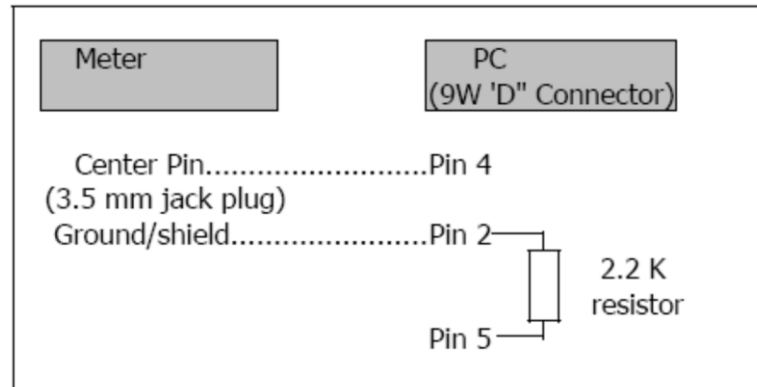 Meter
PC
(9W 'D" Connector)
Center Pin..........................Pin 4
(3.5 mm jack plug)
Ground/shield.......................Pin 2
2.2 K
resistor
Pin 5